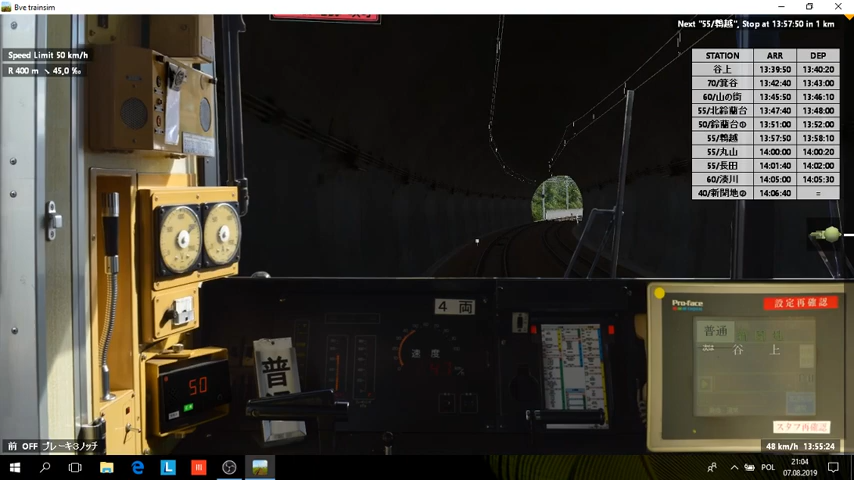 Bve trainsim
Next "55/鵯越", Stop at 13:57:50 in 1 km
Speed Limit 50 km/h
R 400 m ↘ 45,0 ‰
STATION ARR DEP
谷上 13:39:50 13:40:20
70/箕谷 13:42:40 13:43:00
60/山の街 13:45:50 13:46:10
55/北鈴蘭台 13:47:40 13:48:00
50/鈴蘭台① 13:51:00 13:52:00
55/鵯越 13:57:50 13:58:10
55/丸山 14:00:00 14:00:20
55/長田 14:01:40 14:02:00
60/湊川 14:05:00 14:05:30
40/新開地② 14:06:40 =
4 両
Pro-face
設定再確認
普通
谷 上
速 度
50
普
スタフ再確認
前 OFF ブレーキ3ノッチ
48 km/h 13:55:24
POL
21:04
07.08.2019